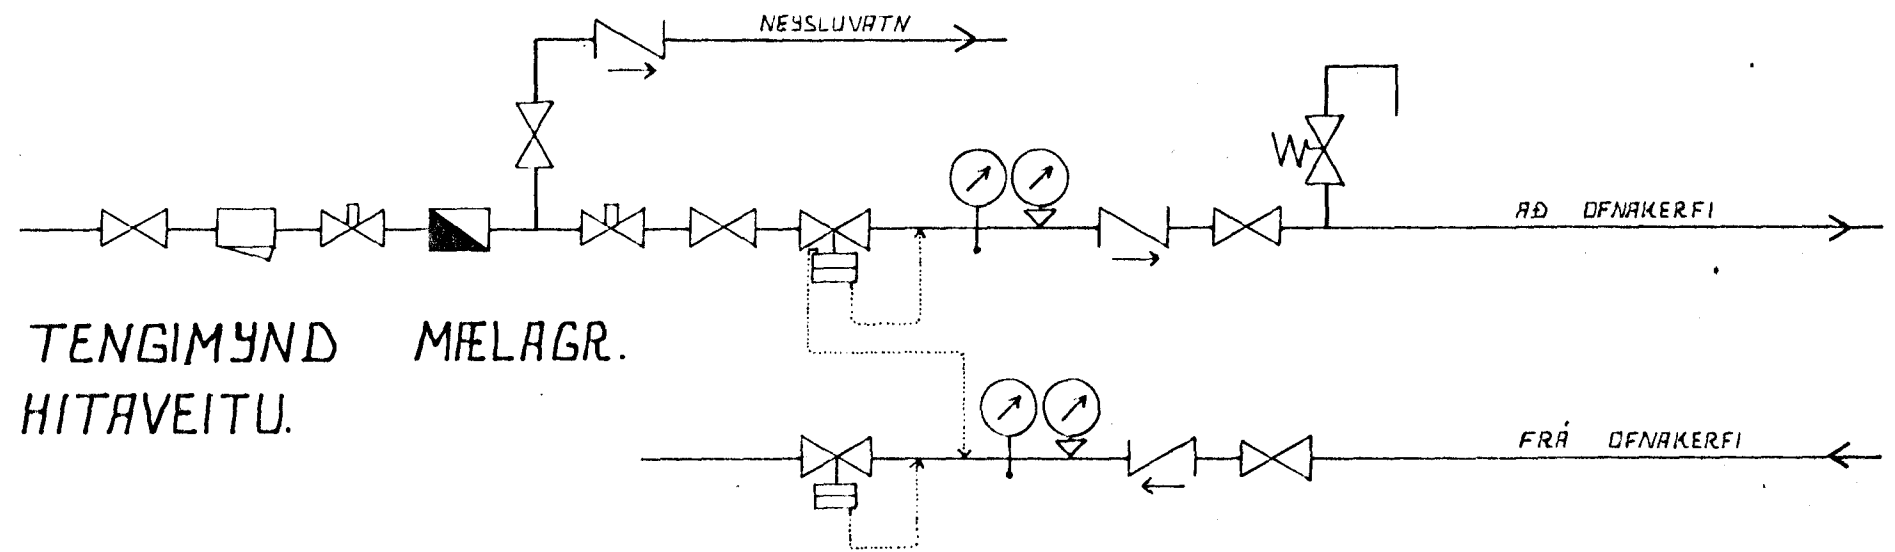 NEYSLUVATN
AÐ OFNAKERFI
TENGIMYND MÆLAGR.
HITAVEITU.
FRÁ OFNAKERFI